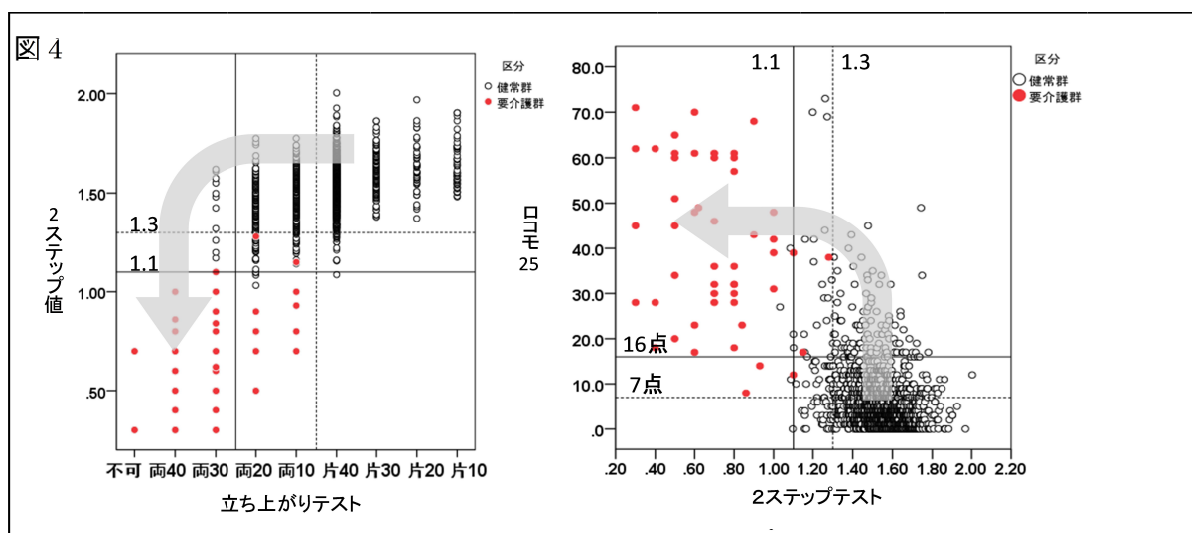 図4
区分
健常群
要介護群
2.00
1.50
1.00
.50
1.3
1.1
2ステップ値
不可 両40 両30 両20 両10 片40 片30 片20 片10
立ち上がりテスト
1.1 1.3
区分
健常群
要介護群
80.0
70.0
60.0
50.0
40.0
30.0
20.0
10.0
.0
ロコモ25
16点
7点
.20 .40 .60 .80 1.00 1.20 1.40 1.60 1.80 2.00 2.20
2ステップテスト